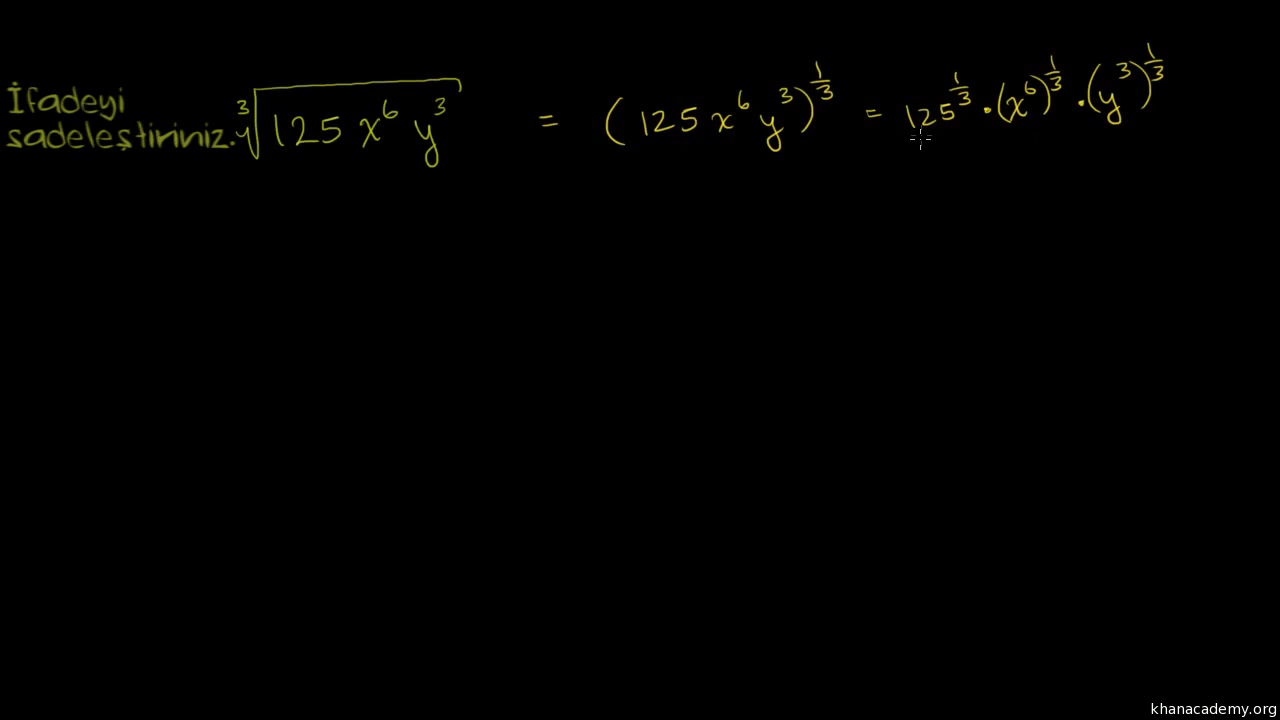 İfadeyi
sadeleştiriniz. ∛(125 x⁶ y³) = (125 x⁶ y³)^(1/3) = 125^(1/3) · (x⁶)^(1/3) · (y³)^(1/3)
khanacademy.org